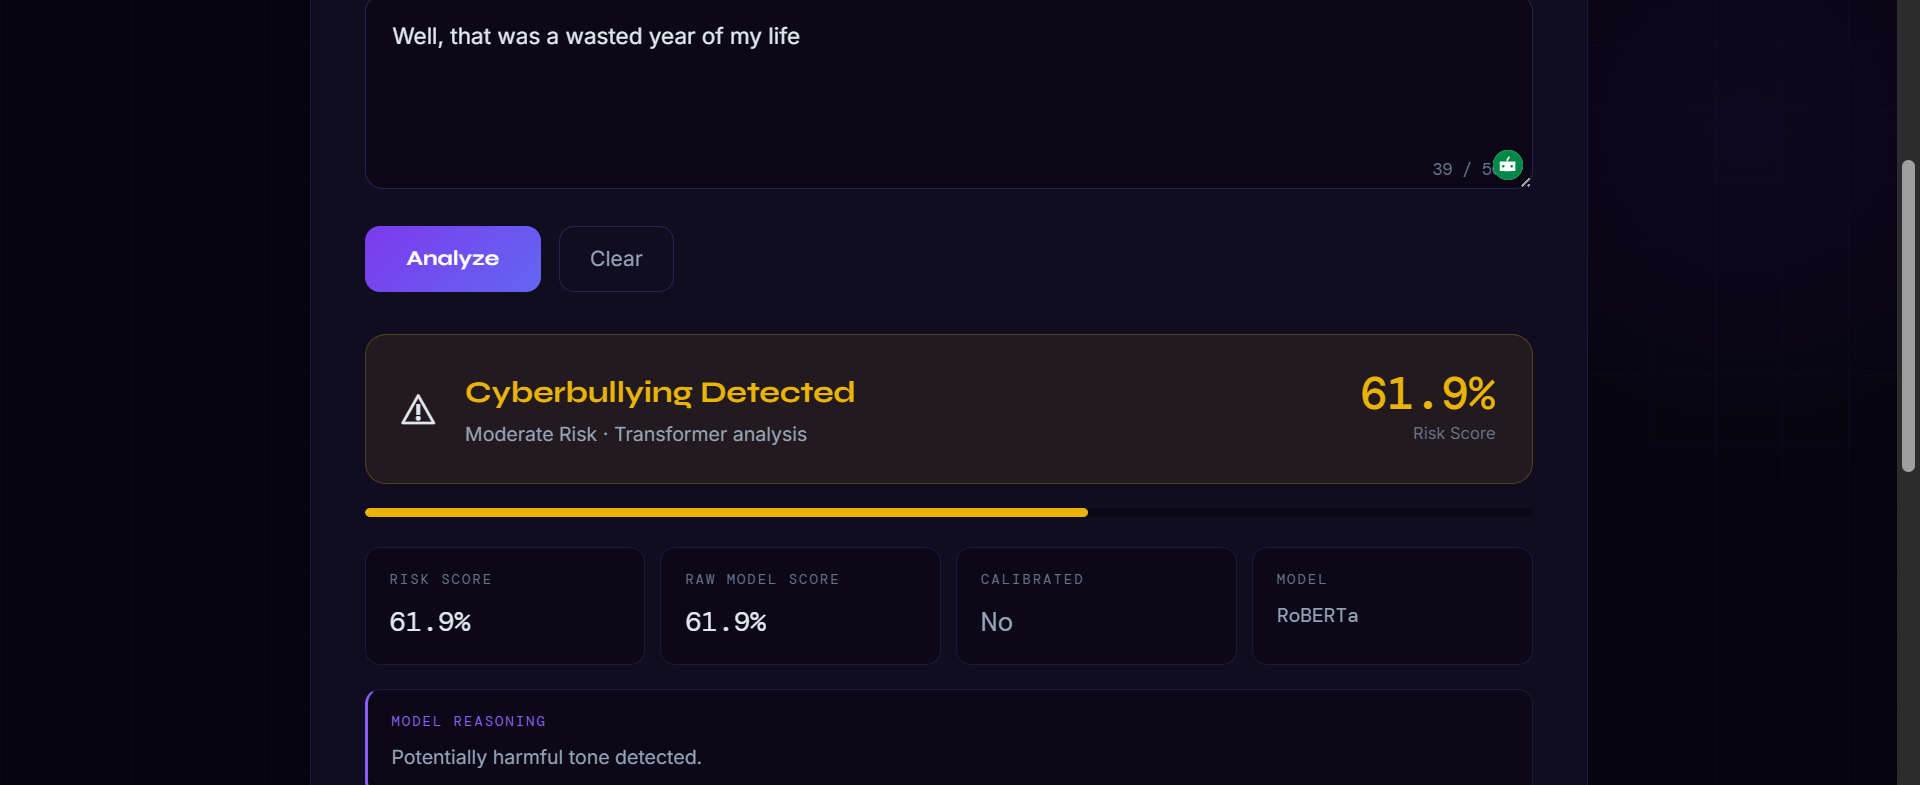 Well, that was a wasted year of my life
39 / 5
Analyze
Clear
Cyberbullying Detected
Moderate Risk · Transformer analysis
61.9%
Risk Score
RISK SCORE
61.9%
RAW MODEL SCORE
61.9%
CALIBRATED
No
MODEL
RoBERTa
MODEL REASONING
Potentially harmful tone detected.